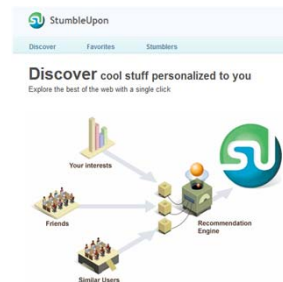 StumbleUpon
Discover Favorites Stumblers
Discover cool stuff personalized to you
Explore the best of the web with a single click
Your interests
Friends
Recommendation
Engine
Similar Users